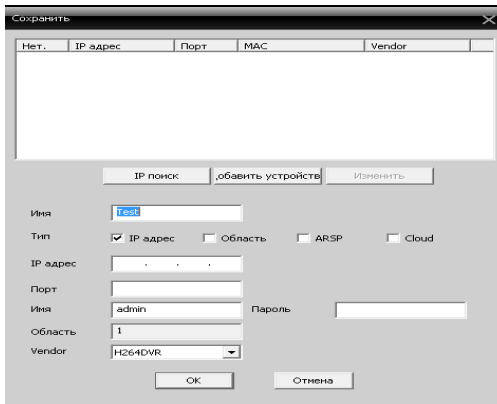 Сохранить
Нет. IP адрес Порт MAC Vendor
IP поиск ,обавить устройств Изменить
Имя Test
Тип IP адрес Область ARSP Cloud
IP адрес . . .
Порт
Имя admin Пароль
Область 1
Vendor H264DVR
OK Отмена